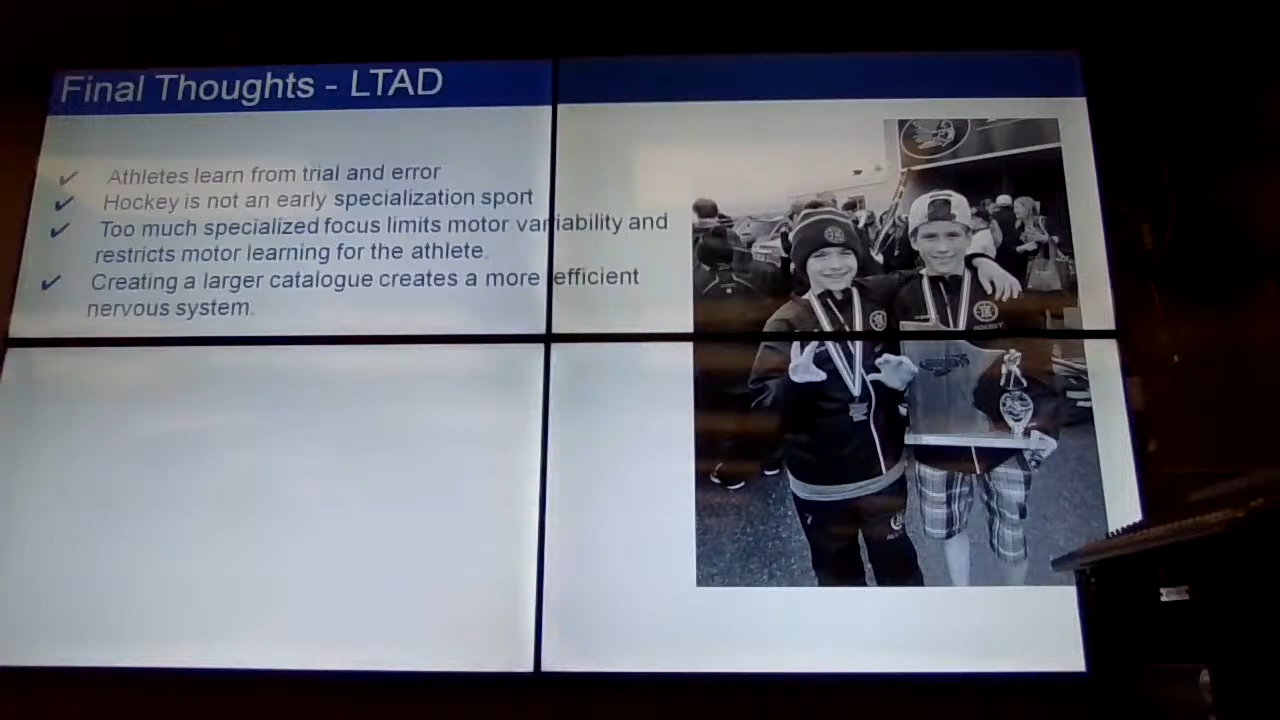 Final Thoughts - LTAD
Athletes learn from trial and error
Hockey is not an early specialization sport
Too much specialized focus limits motor variability and
restricts motor learning for the athlete.
Creating a larger catalogue creates a more efficient
nervous system.
HOCKEY
7